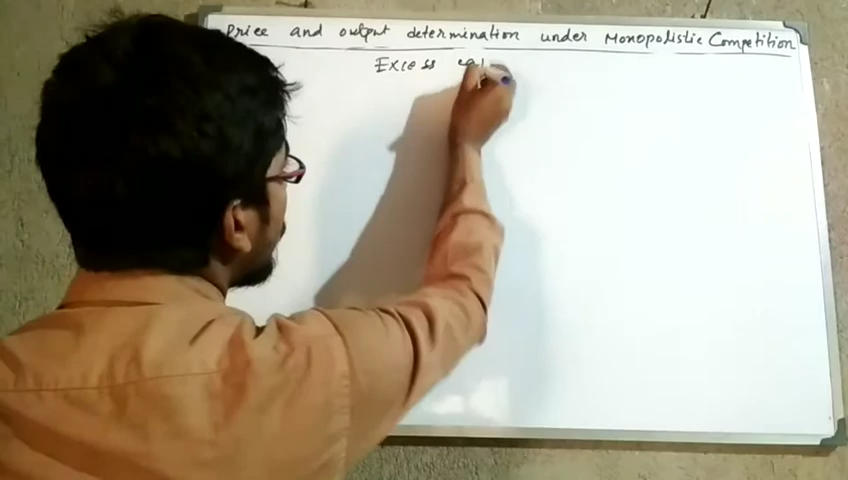 Price and output determination under Monopolistic Competition
Excess